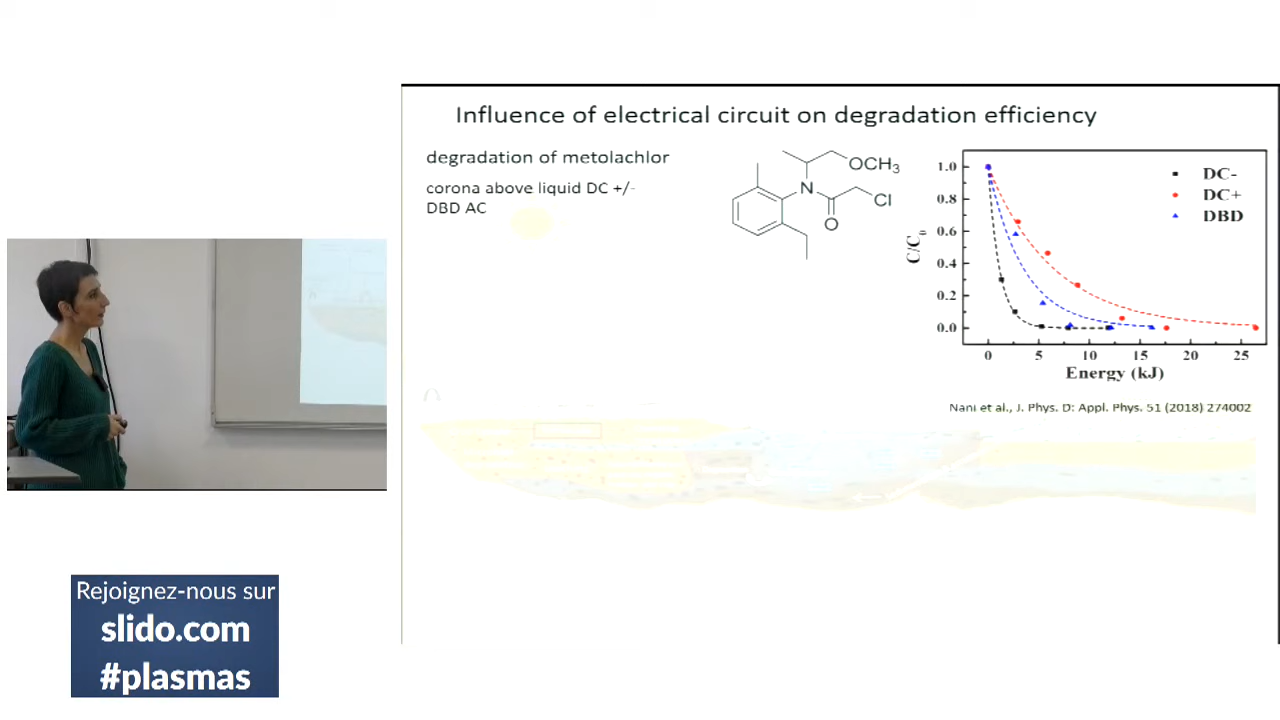 Influence of electrical circuit on degradation efficiency
degradation of metolachlor
corona above liquid DC +/-
DBD AC
OCH3
N
Cl
O
C/C0
1.0
0.8
0.6
0.4
0.2
0.0
DC-
DC+
DBD
0 5 10 15 20 25
Energy (kJ)
Nani et al., J. Phys. D: Appl. Phys. 51 (2018) 274002
Rejoignez-nous sur
slido.com
#plasmas